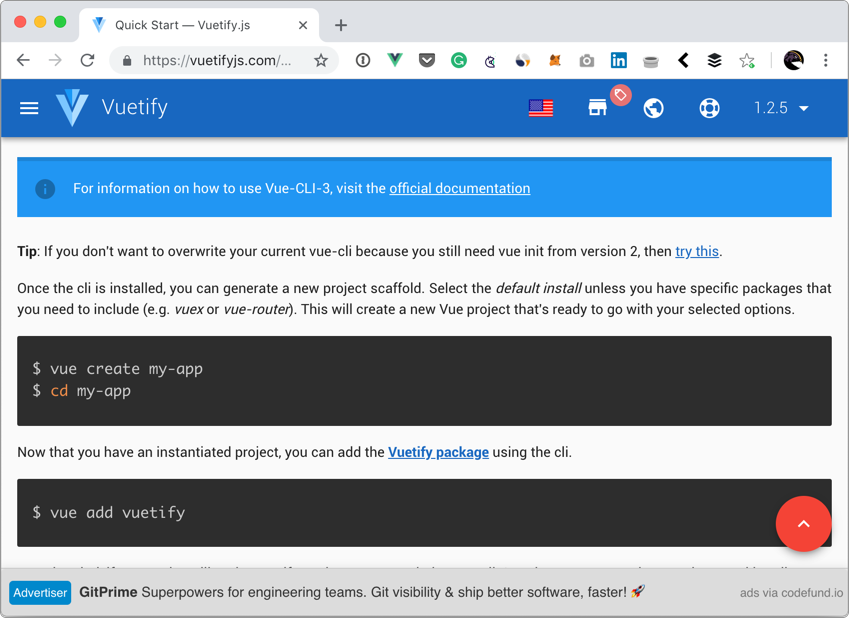 Quick Start — Vuetify.js
https://vuetifyjs.com/...
Vuetify
1.2.5
For information on how to use Vue-CLI-3, visit the official documentation
Tip: If you don't want to overwrite your current vue-cli because you still need vue init from version 2, then try this.
Once the cli is installed, you can generate a new project scaffold. Select the default install unless you have specific packages that
you need to include (e.g. vuex or vue-router). This will create a new Vue project that's ready to go with your selected options.
$ vue create my-app
$ cd my-app
Now that you have an instantiated project, you can add the Vuetify package using the cli.
$ vue add vuetify
Advertiser GitPrime Superpowers for engineering teams. Git visibility & ship better software, faster! 🚀
ads via codefund.io